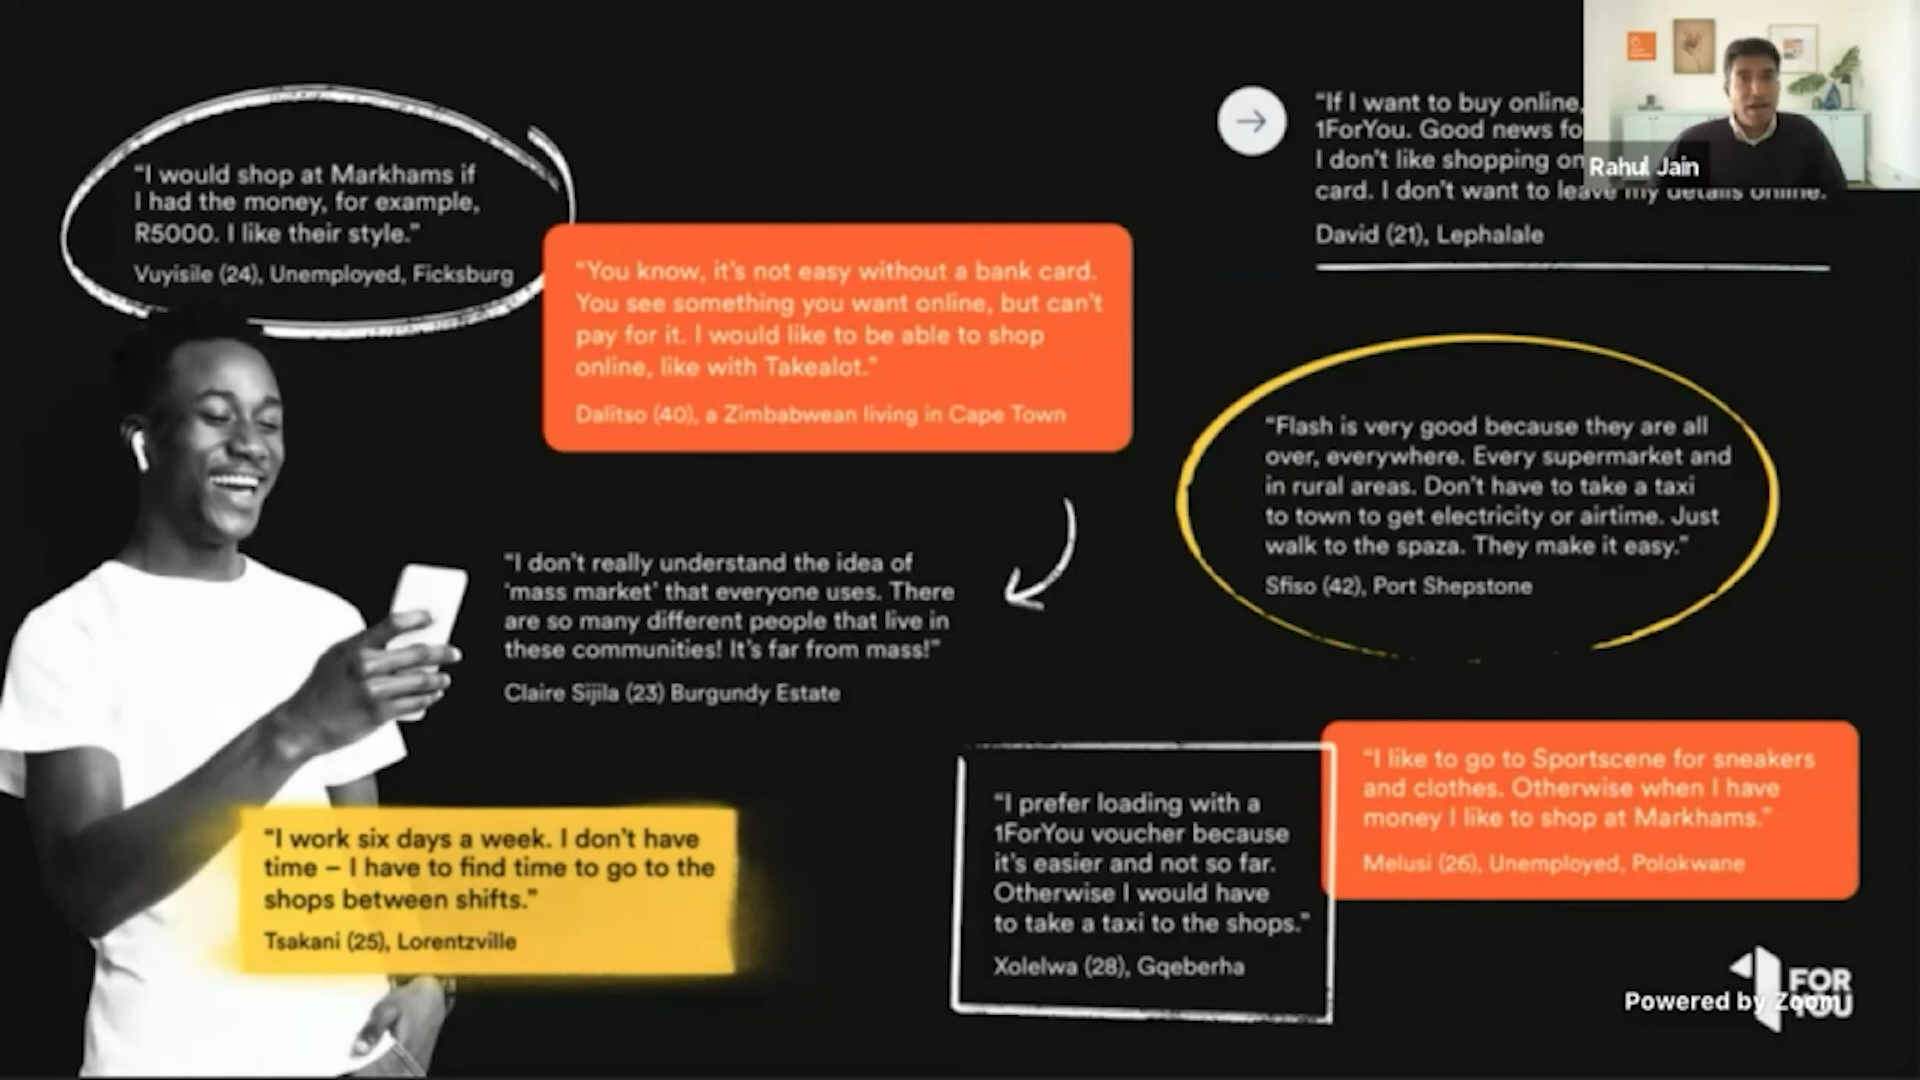 “I would shop at Markhams if
I had the money, for example,
R5000. I like their style.”
Vuyisile (24), Unemployed, Ficksburg
“You know, it’s not easy without a bank card.
You see something you want online, but can’t
pay for it. I would like to be able to shop
online, like with Takealot.”
Dalitso (40), a Zimbabwean living in Cape Town
“If I want to buy online,
1ForYou. Good news fo
I don’t like shopping on
card. I don’t want to leave my details online.
David (21), Lephalale
Rahul Jain
“Flash is very good because they are all
over, everywhere. Every supermarket and
in rural areas. Don’t have to take a taxi
to town to get electricity or airtime. Just
walk to the spaza. They make it easy.”
Sfiso (42), Port Shepstone
“I don’t really understand the idea of
‘mass market’ that everyone uses. There
are so many different people that live in
these communities! It’s far from mass!”
Claire Sijila (23) Burgundy Estate
“I work six days a week. I don’t have
time – I have to find time to go to the
shops between shifts.”
Tsakani (25), Lorentzville
“I prefer loading with a
1ForYou voucher because
it’s easier and not so far.
Otherwise I would have
to take a taxi to the shops.”
Xolelwa (28), Gqeberha
“I like to go to Sportscene for sneakers
and clothes. Otherwise when I have
money I like to shop at Markhams.”
Melusi (26), Unemployed, Polokwane
1FOR
YOU
Powered by Zoom